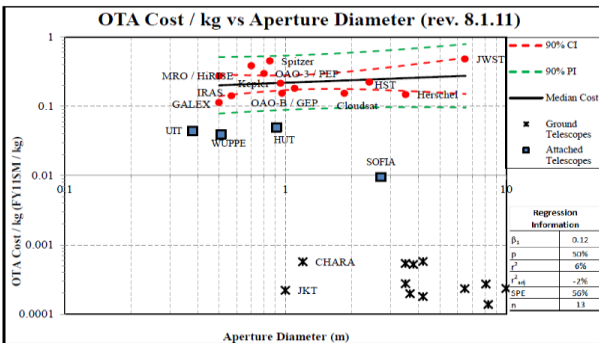 OTA Cost / kg vs Aperture Diameter (rev. 8.1.11)
OTA Cost / kg (FY11$M / kg)
1
0.1
0.01
0.001
0.0001
0.1
1
10
Aperture Diameter (m)
Spitzer
JWST
MRO / HiRISE
OAO-3 / PEP
Kepler
HST
IRAS
GALEX
OAO-B / GEP
Cloudsat
Herschel
UIT
WUPPE
HUT
SOFIA
CHARA
JKT
90% CI
90% PI
Median Cost
Ground
Telescopes
Attached
Telescopes
Regression
Information
β₁ 0.12
p 50%
r² 6%
r²adj -2%
SPE 56%
n 13